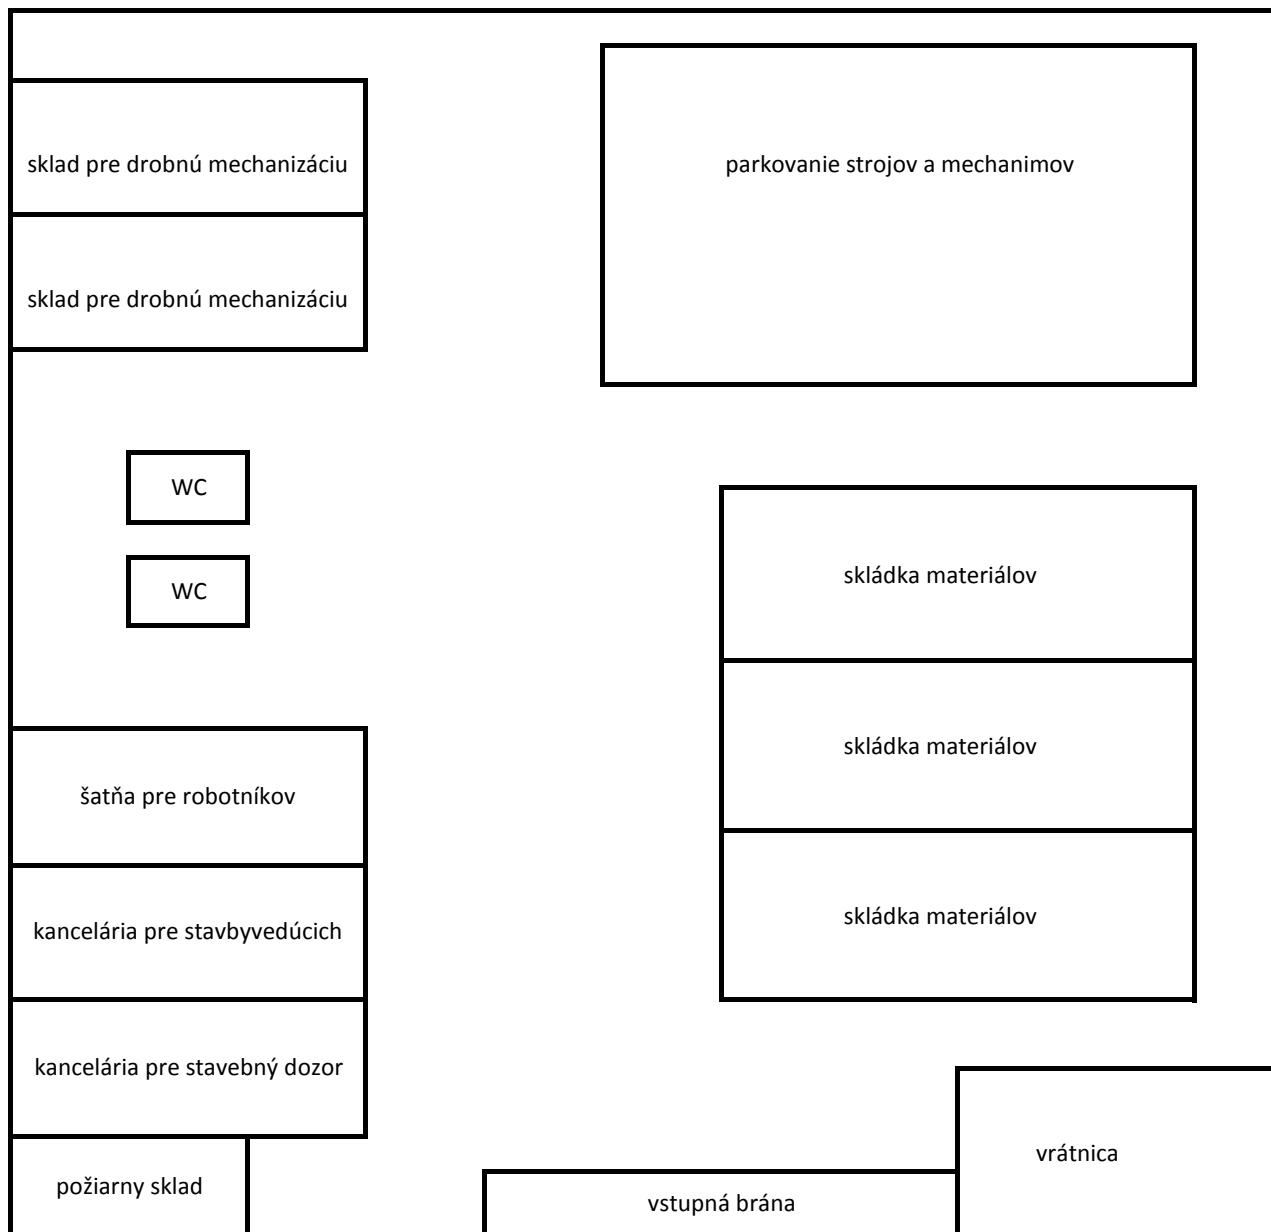 sklad pre drobnú mechanizáciu
parkovanie strojov a mechanimov
sklad pre drobnú mechanizáciu
WC
skládka materiálov
WC
skládka materiálov
šatňa pre robotníkov
skládka materiálov
kancelária pre stavbyvedúcich
kancelária pre stavebný dozor
vrátnica
požiarny sklad
vstupná brána